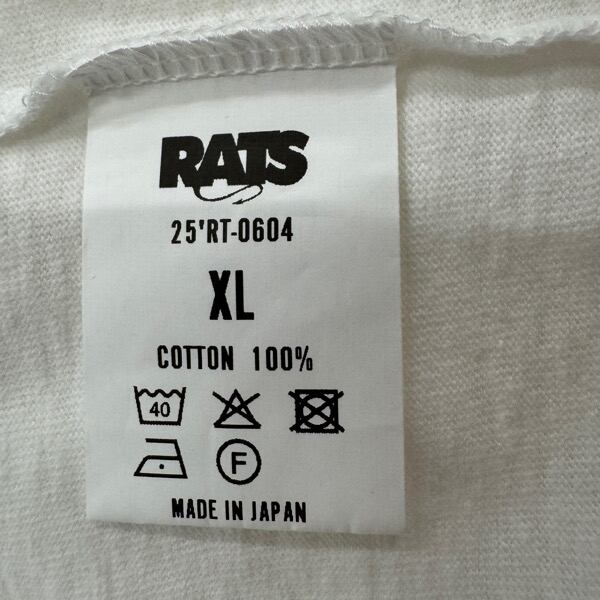 RATS
25'RT-0604
XL
COTTON 100%
40
F
MADE IN JAPAN